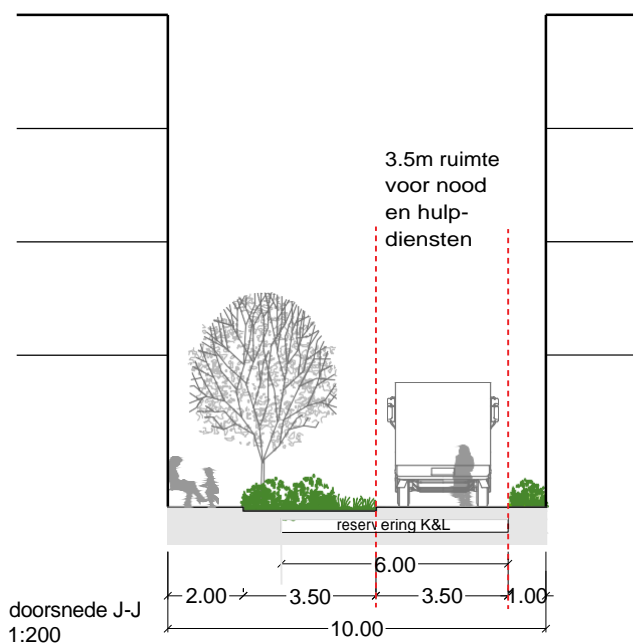 3.5m ruimte
voor nood
en hulp-
diensten
reservering K&L
6.00
2.00 3.50 3.50 1.00
10.00
doorsnede J-J
1:200